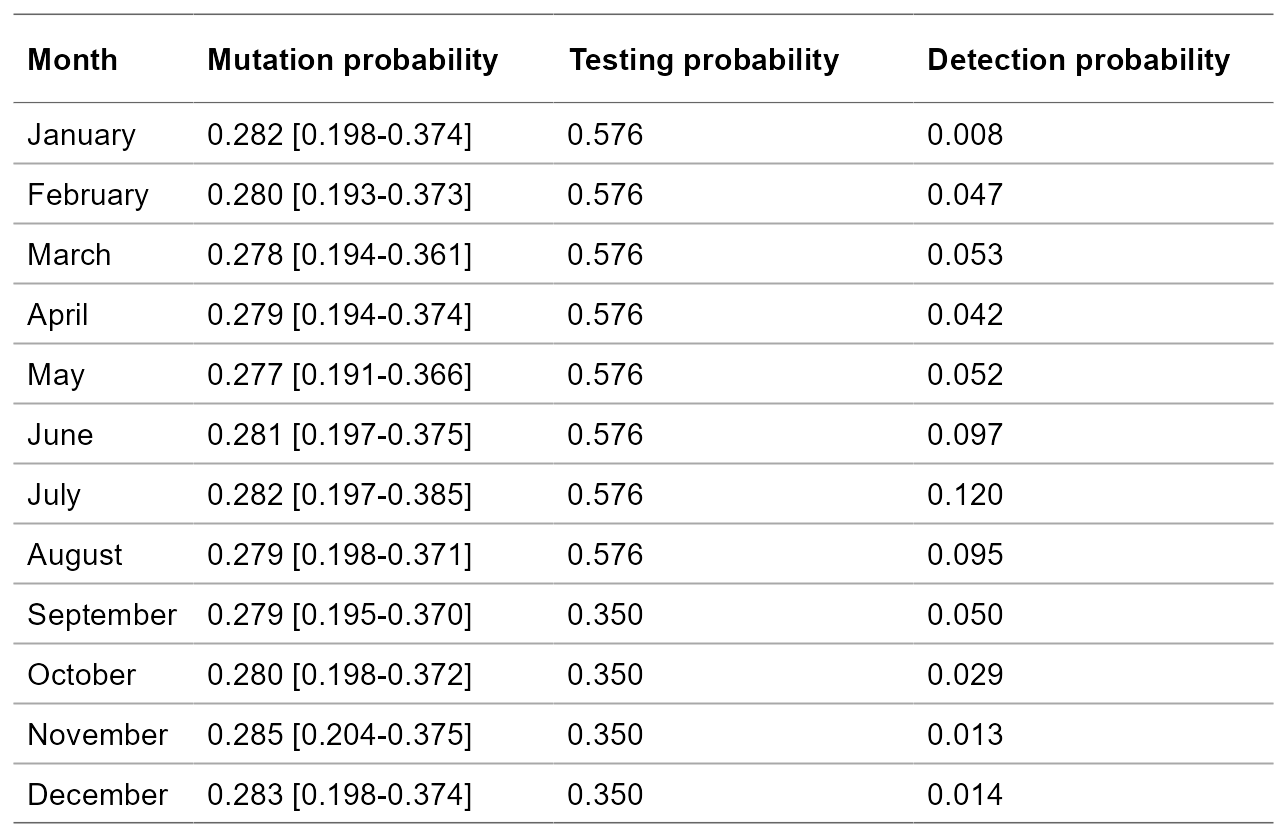 Month Mutation probability Testing probability Detection probability
January 0.282 [0.198-0.374] 0.576 0.008
February 0.280 [0.193-0.373] 0.576 0.047
March 0.278 [0.194-0.361] 0.576 0.053
April 0.279 [0.194-0.374] 0.576 0.042
May 0.277 [0.191-0.366] 0.576 0.052
June 0.281 [0.197-0.375] 0.576 0.097
July 0.282 [0.197-0.385] 0.576 0.120
August 0.279 [0.198-0.371] 0.576 0.095
September 0.279 [0.195-0.370] 0.350 0.050
October 0.280 [0.198-0.372] 0.350 0.029
November 0.285 [0.204-0.375] 0.350 0.013
December 0.283 [0.198-0.374] 0.350 0.014